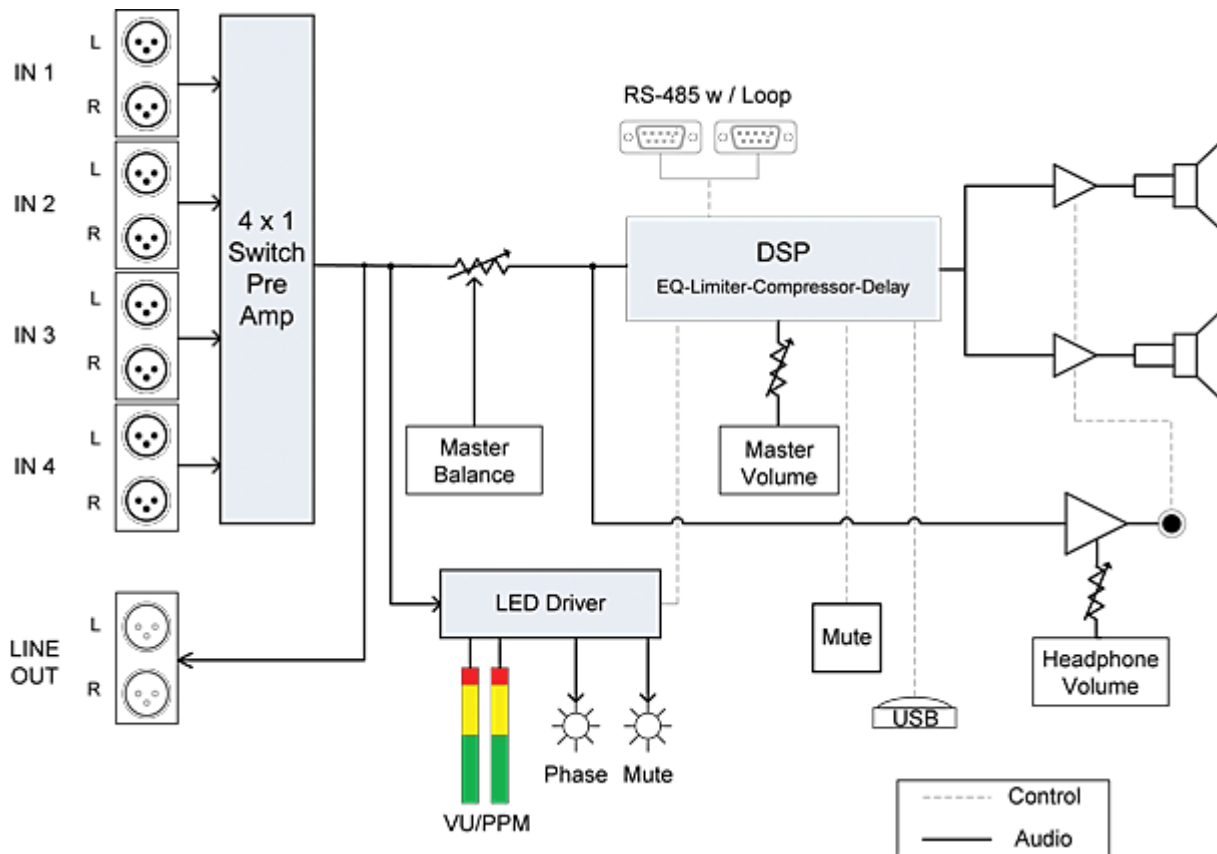 L
IN 1
R
L
IN 2
R
L
IN 3
R
L
IN 4
R
4 x 1
Switch
Pre
Amp
RS-485 w / Loop
DSP
EQ-Limiter-Compressor-Delay
Master
Balance
Master
Volume
LED Driver
Mute
USB
Headphone
Volume
L
LINE
OUT
R
Phase
Mute
VU/PPM
Control
Audio